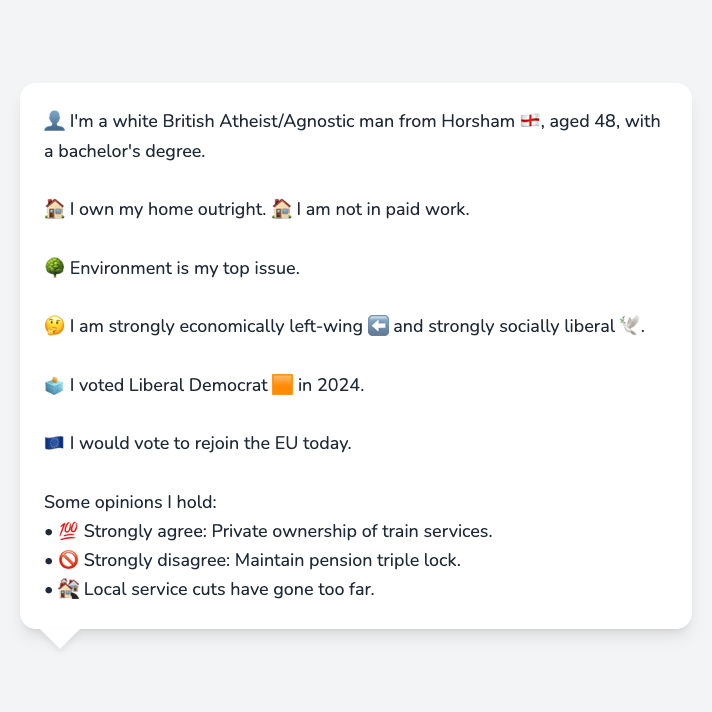 👤 I'm a white British Atheist/Agnostic man from Horsham 🏴󠁧󠁢󠁥󠁮󠁧󠁿, aged 48, with
a bachelor's degree.
🏠 I own my home outright. 🏠 I am not in paid work.
🌳 Environment is my top issue.
🤔 I am strongly economically left-wing ⬅️ and strongly socially liberal 🕊️.
🗳️ I voted Liberal Democrat 🟧 in 2024.
🇪🇺 I would vote to rejoin the EU today.
Some opinions I hold:
• 💯 Strongly agree: Private ownership of train services.
• 🚫 Strongly disagree: Maintain pension triple lock.
• 🏚️ Local service cuts have gone too far.